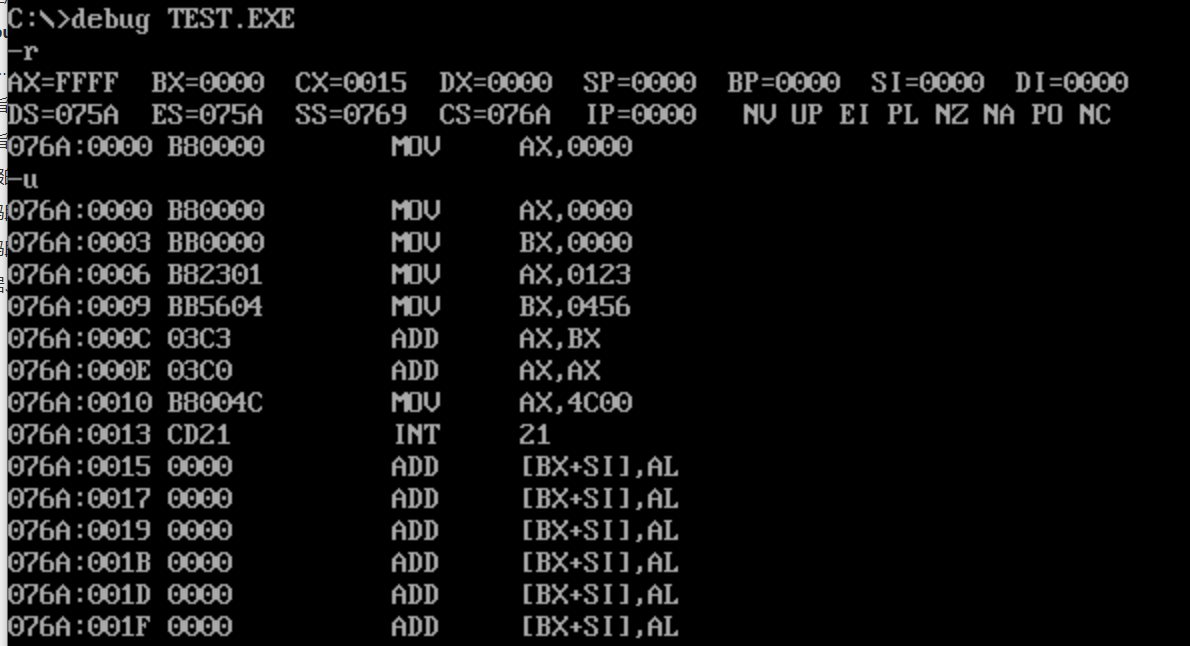 C:\>debug TEST.EXE
-r
AX=FFFF  BX=0000  CX=0015  DX=0000  SP=0000  BP=0000  SI=0000  DI=0000
DS=075A  ES=075A  SS=0769  CS=076A  IP=0000   NV UP EI PL NZ NA PO NC
076A:0000 B80000        MOV     AX,0000
-u
076A:0000 B80000        MOV     AX,0000
076A:0003 BB0000        MOV     BX,0000
076A:0006 B82301        MOV     AX,0123
076A:0009 BB5604        MOV     BX,0456
076A:000C 03C3          ADD     AX,BX
076A:000E 03C0          ADD     AX,AX
076A:0010 B8004C        MOV     AX,4C00
076A:0013 CD21          INT     21
076A:0015 0000          ADD     [BX+SI],AL
076A:0017 0000          ADD     [BX+SI],AL
076A:0019 0000          ADD     [BX+SI],AL
076A:001B 0000          ADD     [BX+SI],AL
076A:001D 0000          ADD     [BX+SI],AL
076A:001F 0000          ADD     [BX+SI],AL